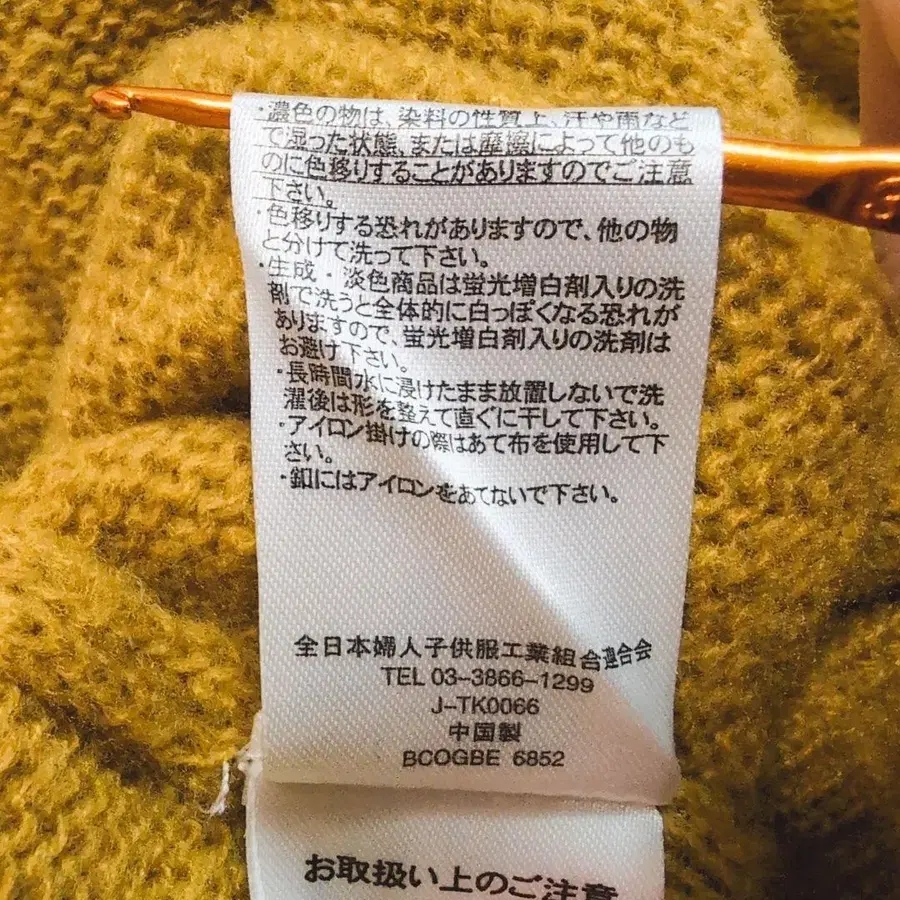 ・濃色の物は、染料の性質上、汗や雨など
で湿った状態、または摩擦によって他のも
のに色移りすることがありますのでご注意
下さい。
・色移りする恐れがありますので、他の物
と分けて洗って下さい。
・生成・淡色商品は蛍光増白剤入りの洗
剤で洗うと全体的に白っぽくなる恐れが
ありますので、蛍光増白剤入りの洗剤は
お避け下さい。
・長時間水に浸けたまま放置しないで洗
濯後は形を整えて直ぐに干して下さい。
・アイロン掛けの際はあて布を使用して下
さい。
・釦にはアイロンをあてないで下さい。
全日本婦人子供服工業組合連合会
TEL 03-3866-1299
J-TK0066
中国製
BCOGBE 6852
お取扱い上のご注意